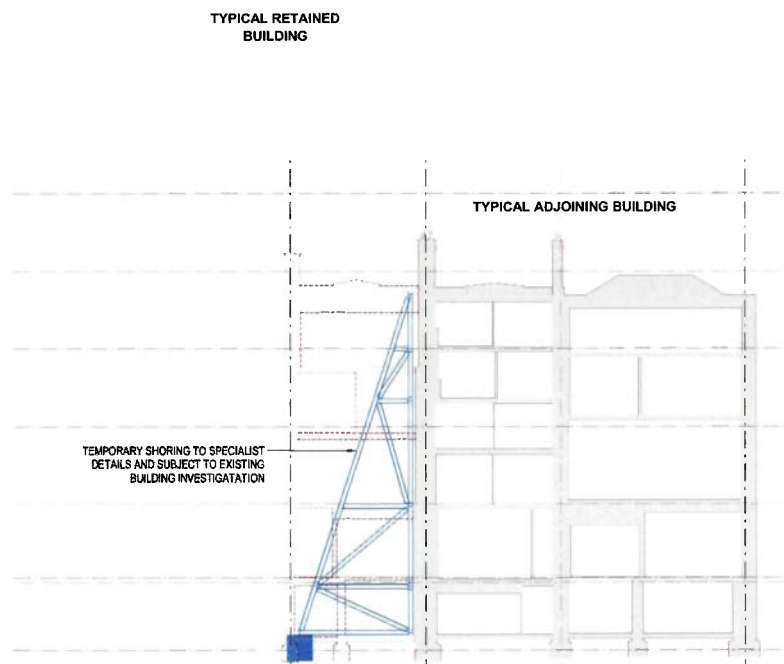 TYPICAL RETAINED
BUILDING
TYPICAL ADJOINING BUILDING
TEMPORARY SHORING TO SPECIALIST
DETAILS AND SUBJECT TO EXISTING
BUILDING INVESTIGATATION